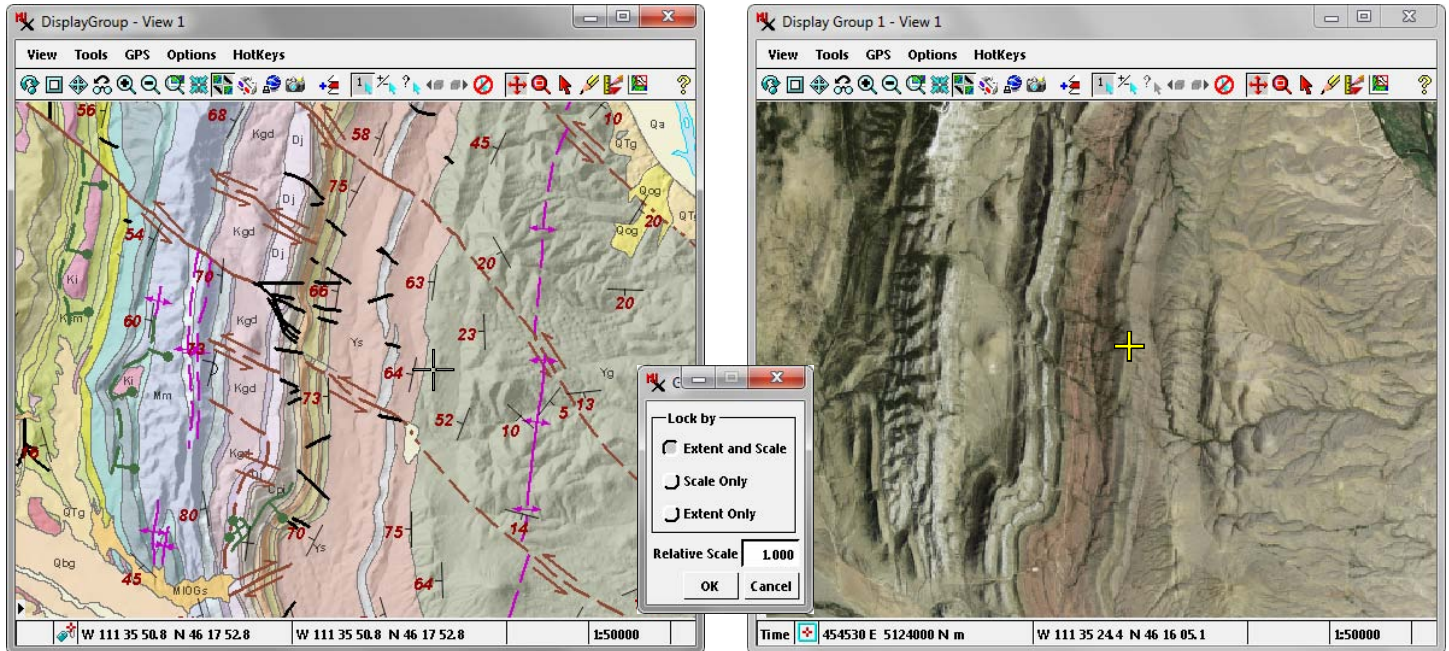 DisplayGroup - View 1
View Tools GPS Options HotKeys
56
68
Kgd
Dj
58
45
10
Qa
QTg
75
Dj
Qog
20
QTg
Kgd
Qog
54
Dj
20
Ki
70
63
66
20
60
Kgd
Ys
23
73
64
Yg
Ki
Kgd
Mm
73
52
10
5
13
Kgd
QTg
80
14
70
Ys
75
Qbg
45
MIOGs
64
W 111 35 50.8 N 46 17 52.8
W 111 35 50.8 N 46 17 52.8
1:50000
G
Lock by
Extent and Scale
Scale Only
Extent Only
Relative Scale 1.000
OK Cancel
Display Group 1 - View 1
View Tools GPS Options HotKeys
Time 454530 E 5124000 N m
W 111 35 24.4 N 46 16 05.1
1:50000